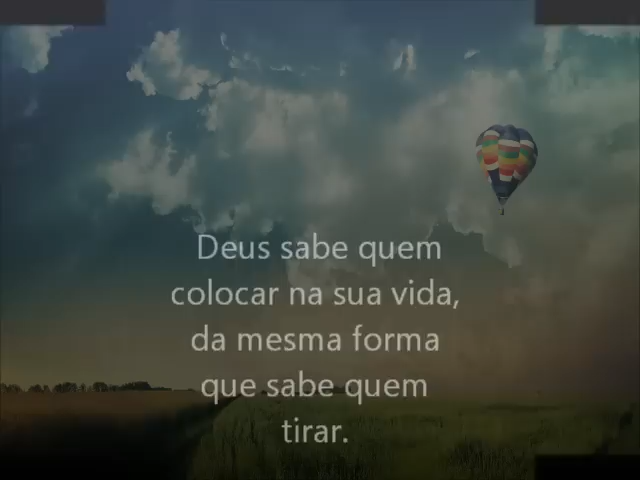 Deus sabe quem
colocar na sua vida,
da mesma forma
que sabe quem
tirar.